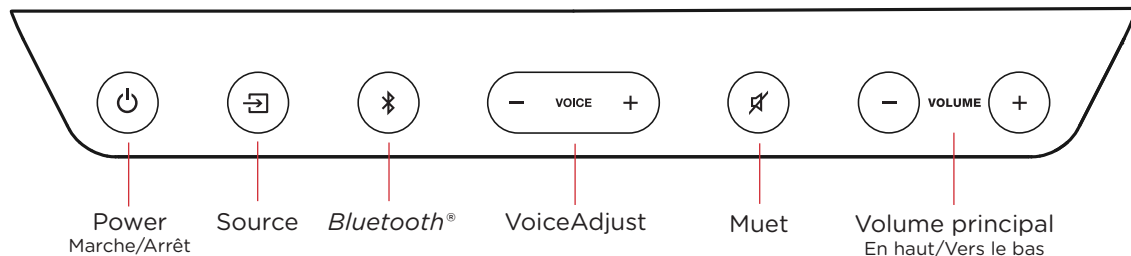 − VOICE +
− VOLUME +
Power
Marche/Arrêt
Source
Bluetooth®
VoiceAdjust
Muet
Volume principal
En haut/Vers le bas